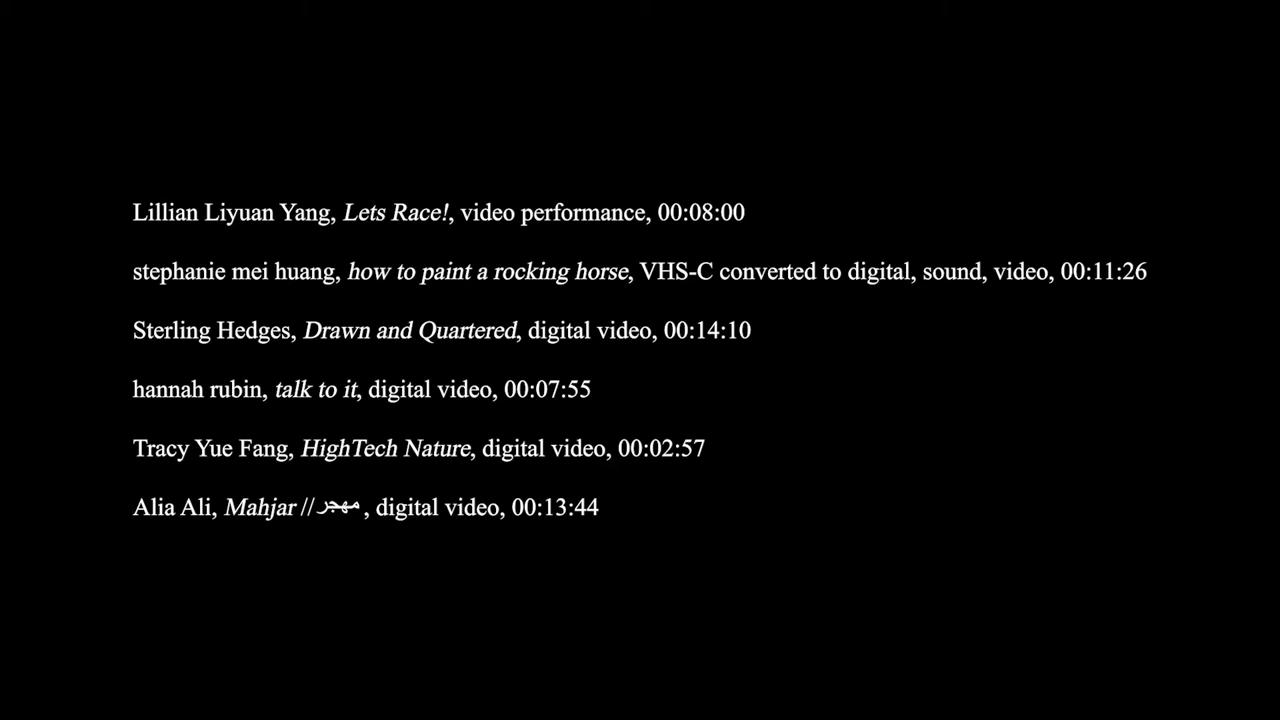 Lillian Liyuan Yang, Lets Race!, video performance, 00:08:00
stephanie mei huang, how to paint a rocking horse, VHS-C converted to digital, sound, video, 00:11:26
Sterling Hedges, Drawn and Quartered, digital video, 00:14:10
hannah rubin, talk to it, digital video, 00:07:55
Tracy Yue Fang, HighTech Nature, digital video, 00:02:57
Alia Ali, Mahjar //مهجر , digital video, 00:13:44